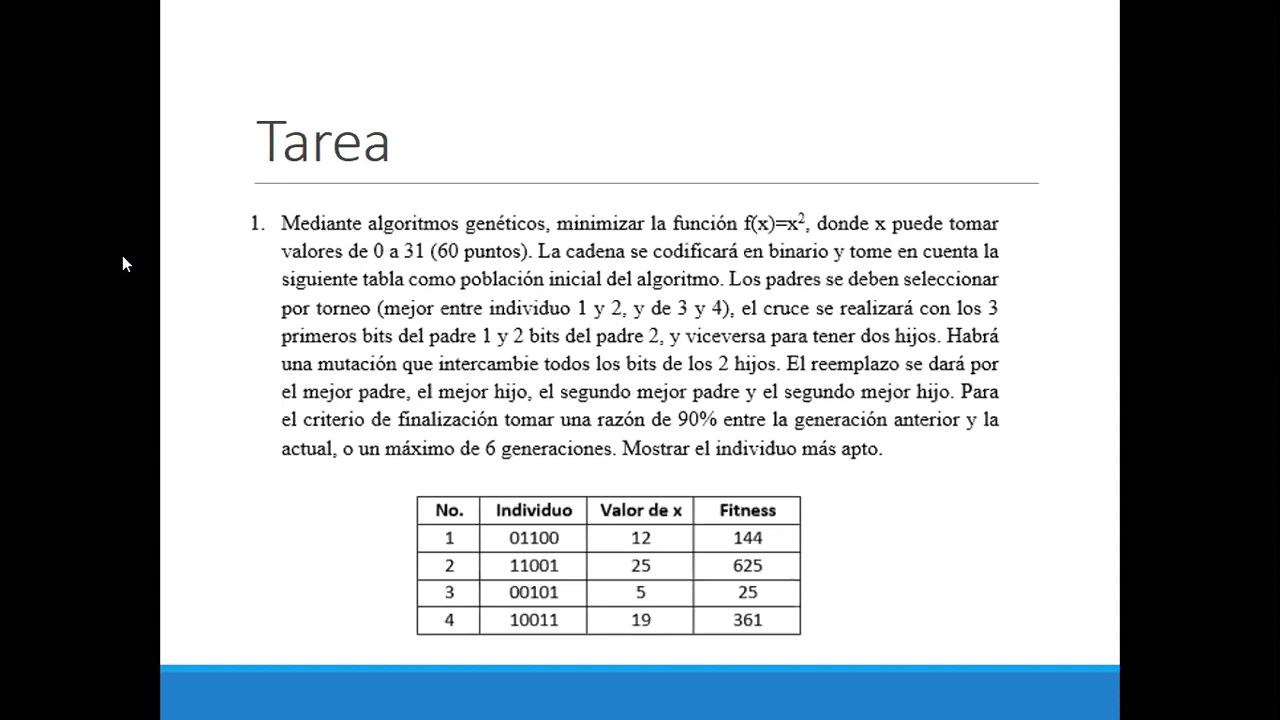 Tarea
1. Mediante algoritmos genéticos, minimizar la función f(x)=x², donde x puede tomar
valores de 0 a 31 (60 puntos). La cadena se codificará en binario y tome en cuenta la
siguiente tabla como población inicial del algoritmo. Los padres se deben seleccionar
por torneo (mejor entre individuo 1 y 2, y de 3 y 4), el cruce se realizará con los 3
primeros bits del padre 1 y 2 bits del padre 2, y viceversa para tener dos hijos. Habrá
una mutación que intercambie todos los bits de los 2 hijos. El reemplazo se dará por
el mejor padre, el mejor hijo, el segundo mejor padre y el segundo mejor hijo. Para
el criterio de finalización tomar una razón de 90% entre la generación anterior y la
actual, o un máximo de 6 generaciones. Mostrar el individuo más apto.
No. Individuo Valor de x Fitness
1 01100 12 144
2 11001 25 625
3 00101 5 25
4 10011 19 361